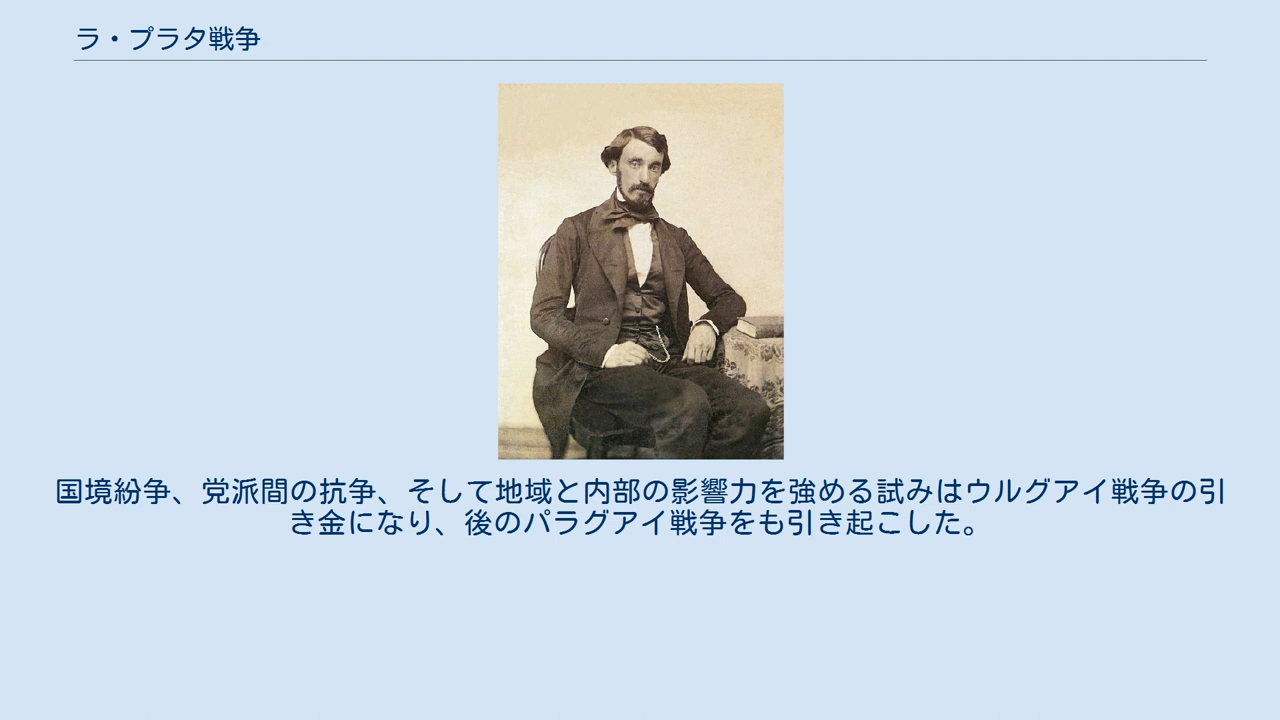 ラ・プラタ戦争
国境紛争、党派間の抗争、そして地域と内部の影響力を強める試みはウルグアイ戦争の引
き金になり、後のパラグアイ戦争をも引き起こした。